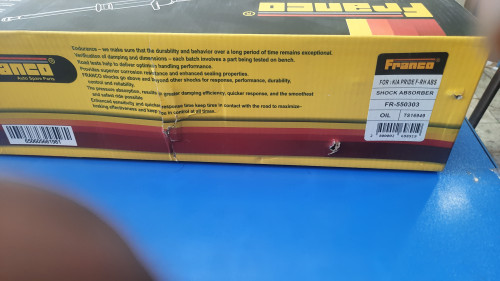 Franco
Endurance – we make sure that the durability and behavior over a long period of time remains exceptional.
Verification of damping and dimensions – each batch involves a part being tested on bench.
Road tests help to deliver optimum handling performance.
Provides superior corrosion resistance and enhanced sealing properties.
FRANCO shocks go above and beyond other shocks for response, performance, durability,
control and reliability.
The pressure absorption, results in greater damping efficiency, quicker response, and the smoothest
and safest ride possible.
Enhanced sensitivity and quicker response time keep tires in contact with the road to maximize-
braking effectiveness and keep in control at all times.
Auto Spare Parts
Franco
FOR : KIA PRIDE F-RH ABS
SHOCK ABSORBER
FR-550303
OIL